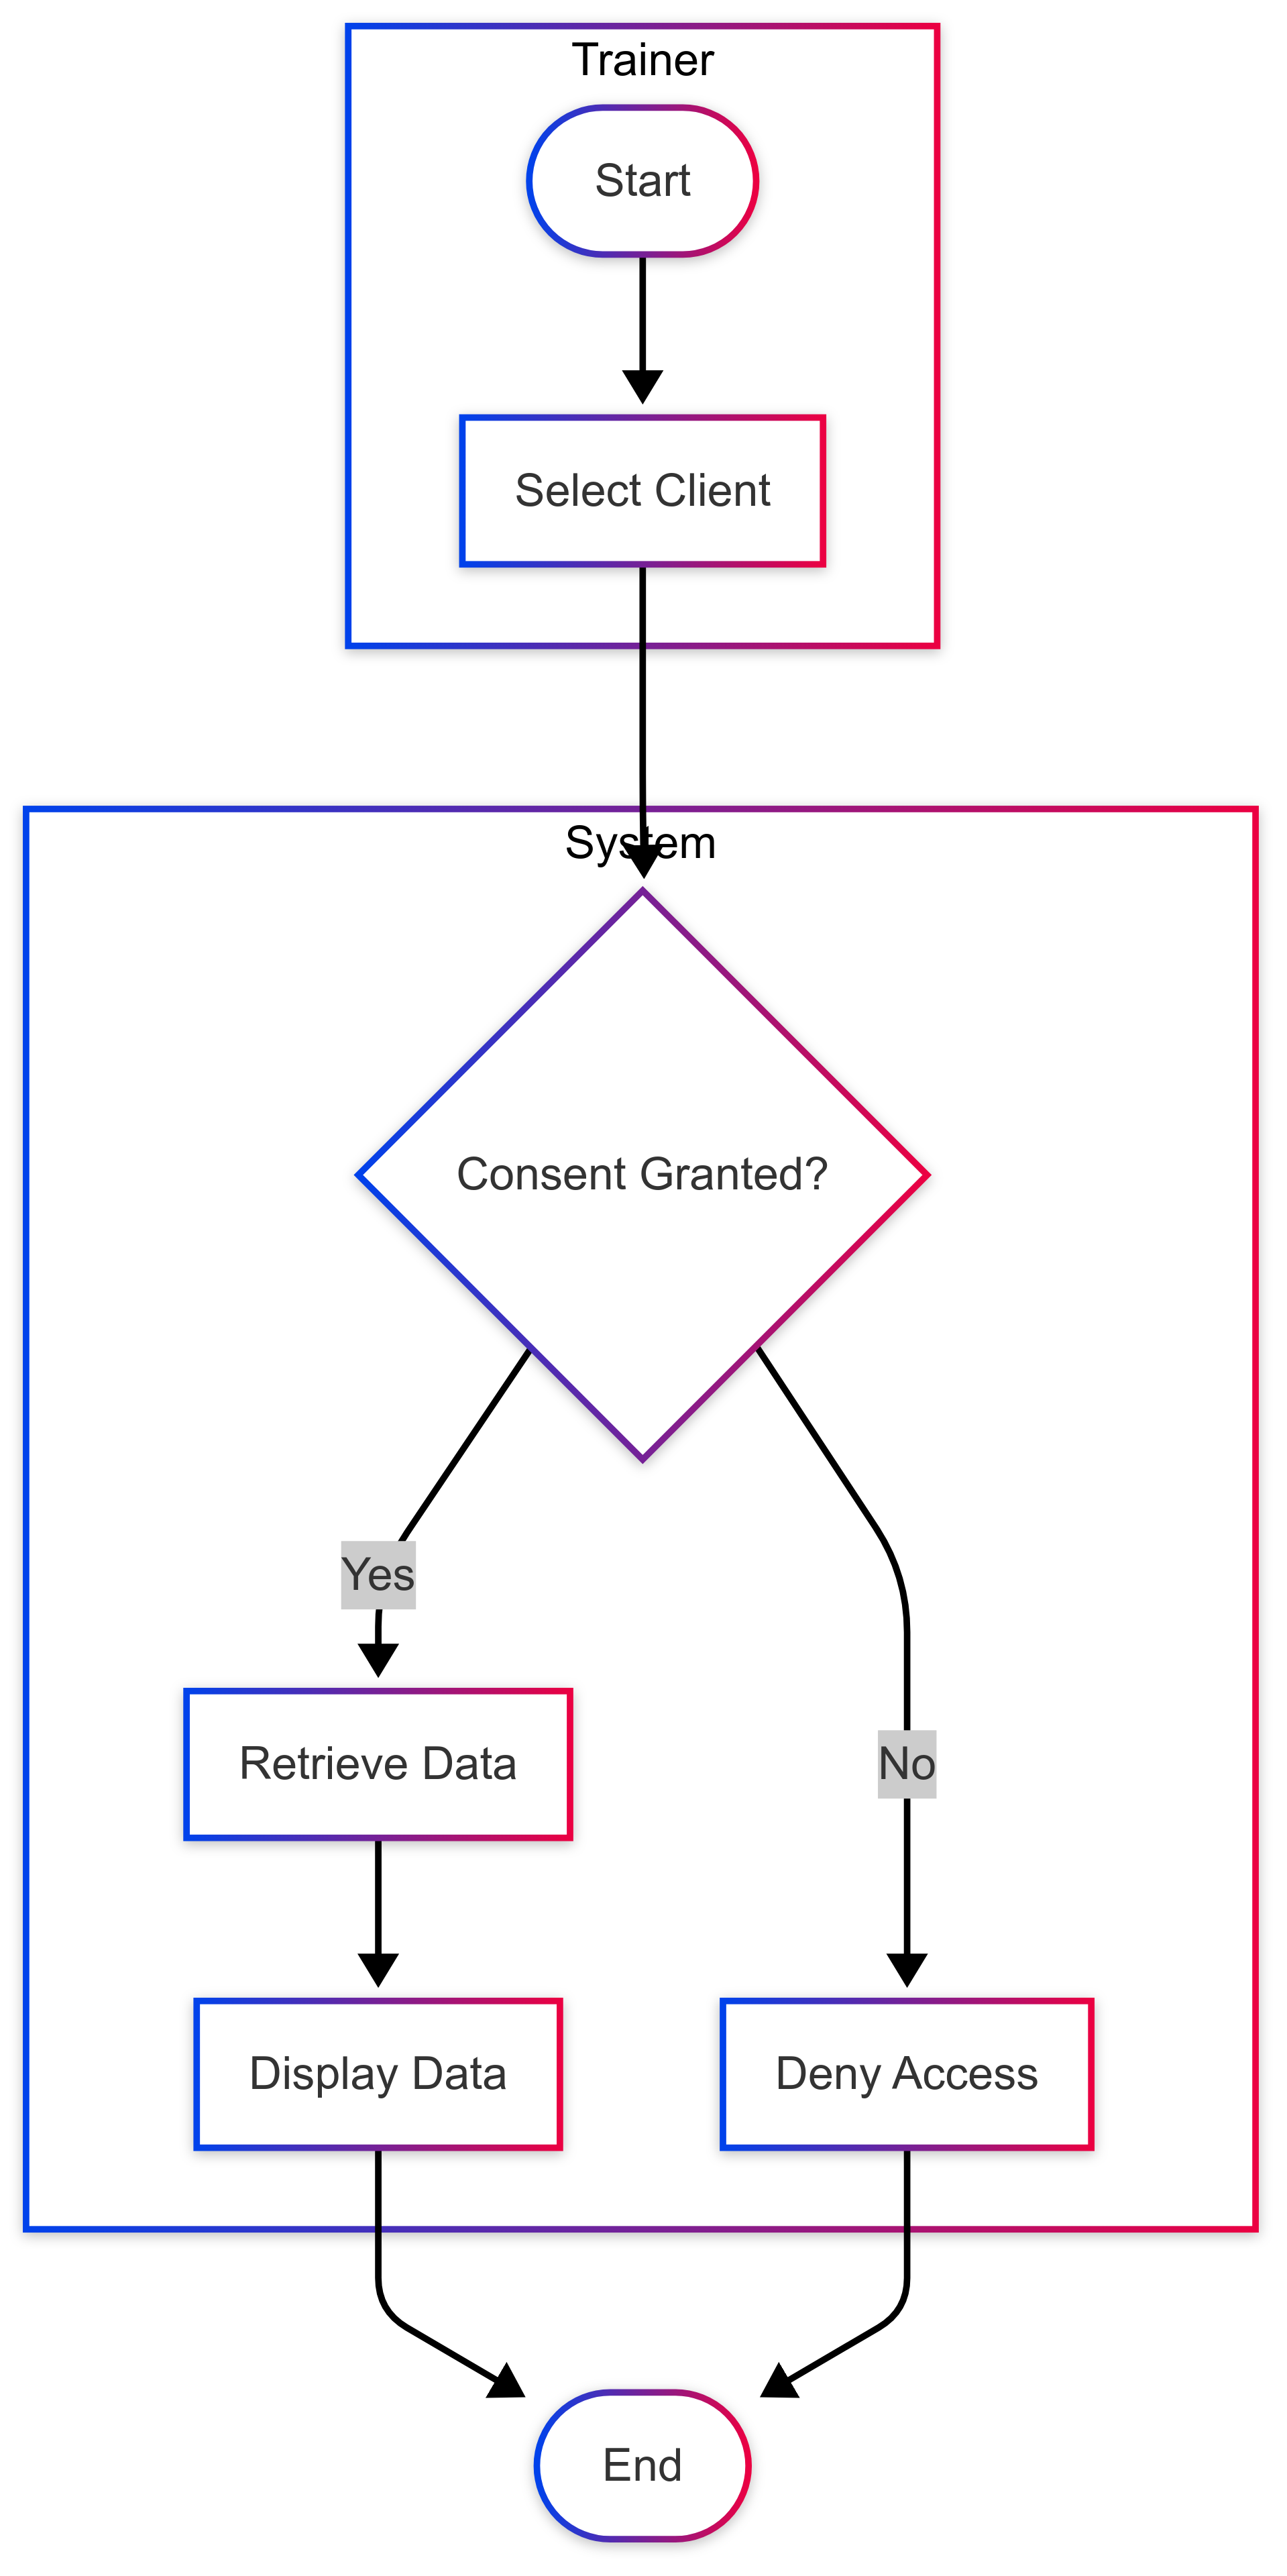 Trainer
Start
Select Client
System
Consent Granted?
Yes
Retrieve Data
No
Display Data
Deny Access
End